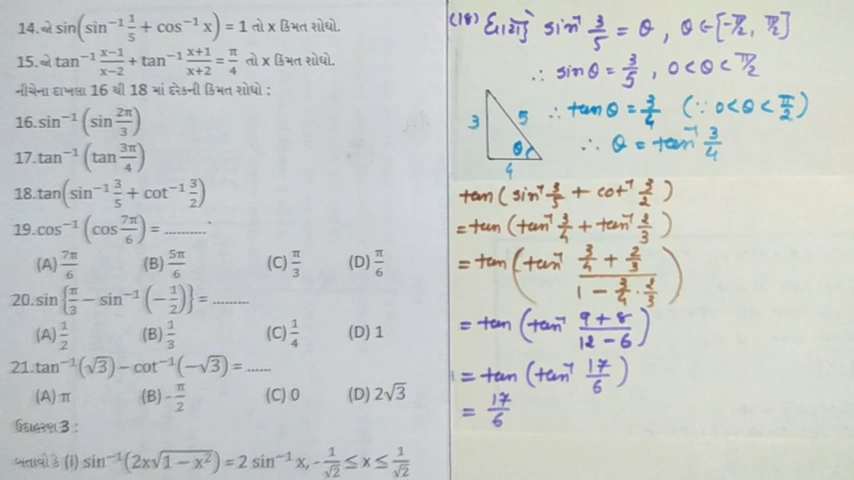 14.જો sin(sin⁻¹ 1/5 + cos⁻¹ x) = 1 તો x કિંમત શોધો.
15.જો tan⁻¹ x−1/x−2 + tan⁻¹ x+1/x+2 = π/4 તો x કિંમત શોધો.
નીચેના દાખલા 16 થી 18 માં દરેકની કિંમત શોધો :
16.sin⁻¹ (sin 2π/3)
17.tan⁻¹ (tan 3π/4)
18.tan(sin⁻¹ 3/5 + cot⁻¹ 3/2)
19.cos⁻¹ (cos 7π/6) = ..........
(A) 7π/6 (B) 5π/6 (C) π/3 (D) π/6
20.sin {π/3 − sin⁻¹ (−1/2)} = .........
(A) 1/2 (B) 1/3 (C) 1/4 (D) 1
21.tan⁻¹(√3) − cot⁻¹(−√3) = ......
(A) π (B) -π/2 (C) 0 (D) 2√3
ઉદાહરણ 3 :
બતાવો કે (i) sin⁻¹(2x√1 − x²) = 2 sin⁻¹ x, -1/√2 ≤ x ≤ 1/√2
(18) ધારોકે sin⁻¹ 3/5 = θ , θ ∈ [-π/2, π/2]
∴ sinθ = 3/5 , 0 < θ < π/2
3 5 θ 4
∴ tanθ = 3/4 (∵ 0 < θ < π/2)
∴ θ = tan⁻¹ 3/4
tan (sin⁻¹ 3/5 + cot⁻¹ 3/2)
= tan (tan⁻¹ 3/4 + tan⁻¹ 2/3)
= tan (tan⁻¹ (3/4 + 2/3)/(1 − 3/4 · 2/3))
= tan (tan⁻¹ (9 + 8)/(12 − 6))
= tan (tan⁻¹ 17/6)
= 17/6